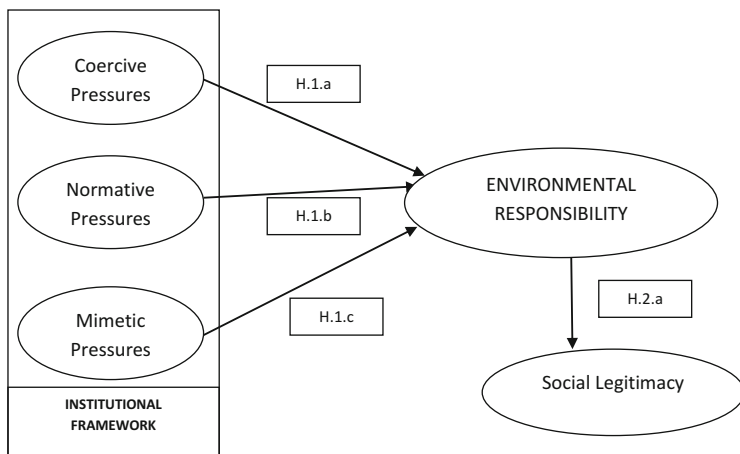 Coercive
Pressures
H.1.a
Normative
Pressures
H.1.b
ENVIRONMENTAL
RESPONSIBILITY
H.2.a
Mimetic
Pressures
H.1.c
Social Legitimacy
INSTITUTIONAL
FRAMEWORK